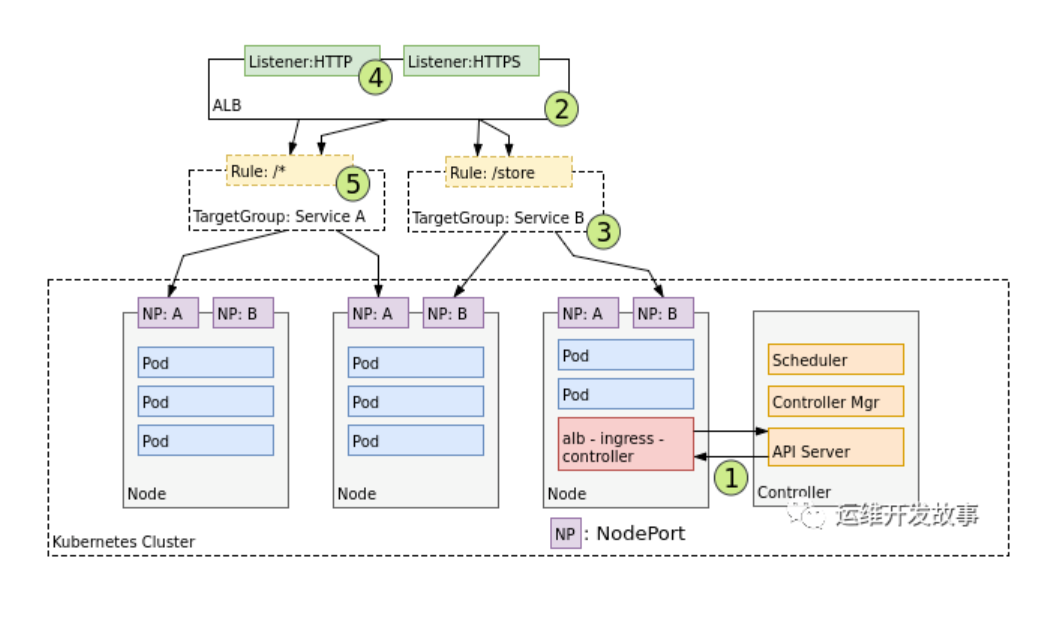 Listener:HTTP
Listener:HTTPS
4
ALB
2
Rule: /*
5
Rule: /store
TargetGroup: Service A
TargetGroup: Service B
3
NP: A
NP: B
NP: A
NP: B
NP: A
NP: B
Pod
Pod
Pod
Node
Pod
Pod
Pod
Node
Pod
Pod
alb - ingress -
controller
Node
1
Scheduler
Controller Mgr
API Server
Controller
运维开发故事
NP : NodePort
Kubernetes Cluster